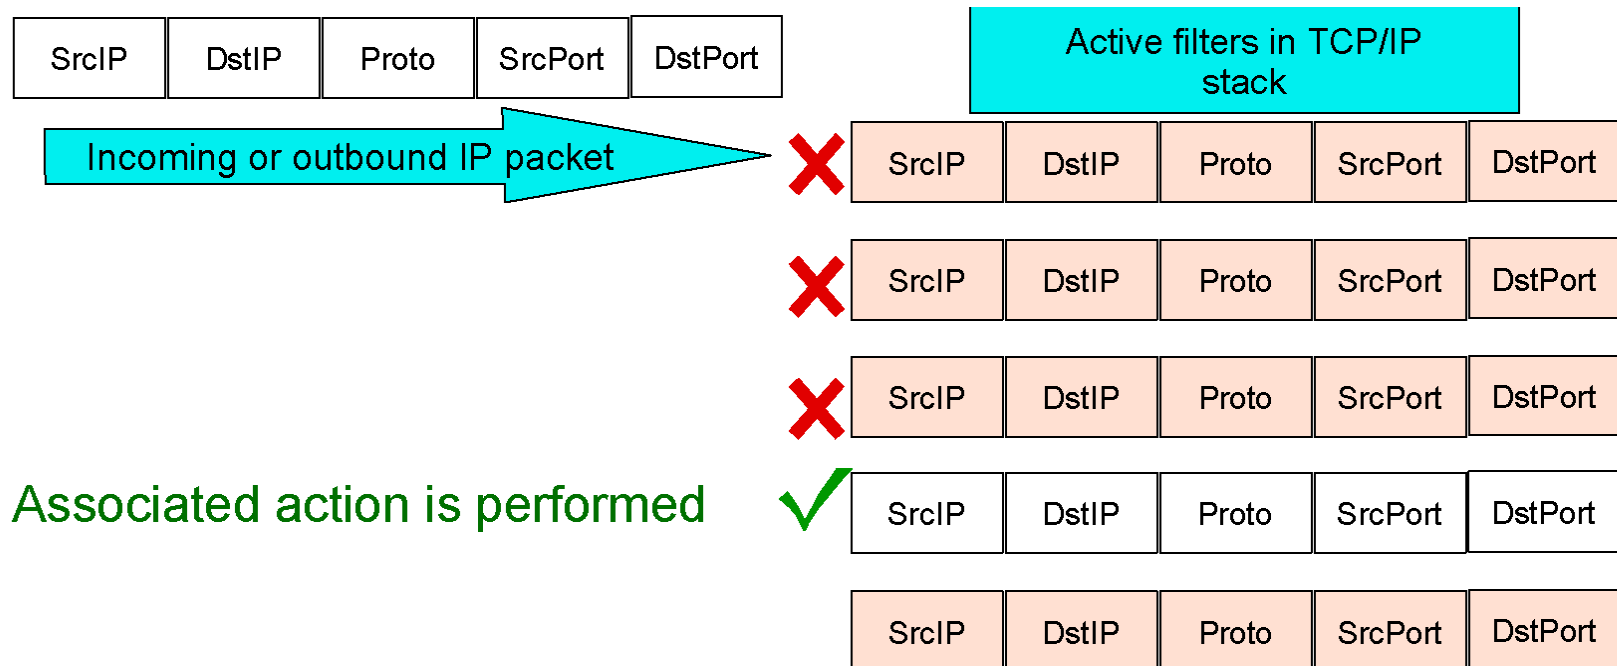 SrcIP DstIP Proto SrcPort DstPort
Active filters in TCP/IP
stack
Incoming or outbound IP packet
SrcIP DstIP Proto SrcPort DstPort
SrcIP DstIP Proto SrcPort DstPort
SrcIP DstIP Proto SrcPort DstPort
Associated action is performed
SrcIP DstIP Proto SrcPort DstPort
SrcIP DstIP Proto SrcPort DstPort